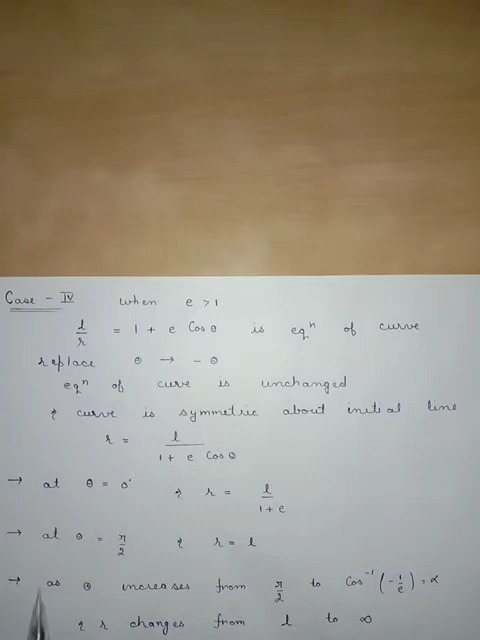 Case - IV when e > 1
l/r = 1 + e Cos θ is eqⁿ of curve
replace θ → - θ
eqⁿ of curve is unchanged
& curve is symmetric about initial line
r = l / (1 + e Cos θ)
→ at θ = 0° & r = l / (1 + e)
→ at θ = π/2 & r = l
→ as θ increases from π/2 to Cos⁻¹(-1/e) = α
& r changes from l to ∞